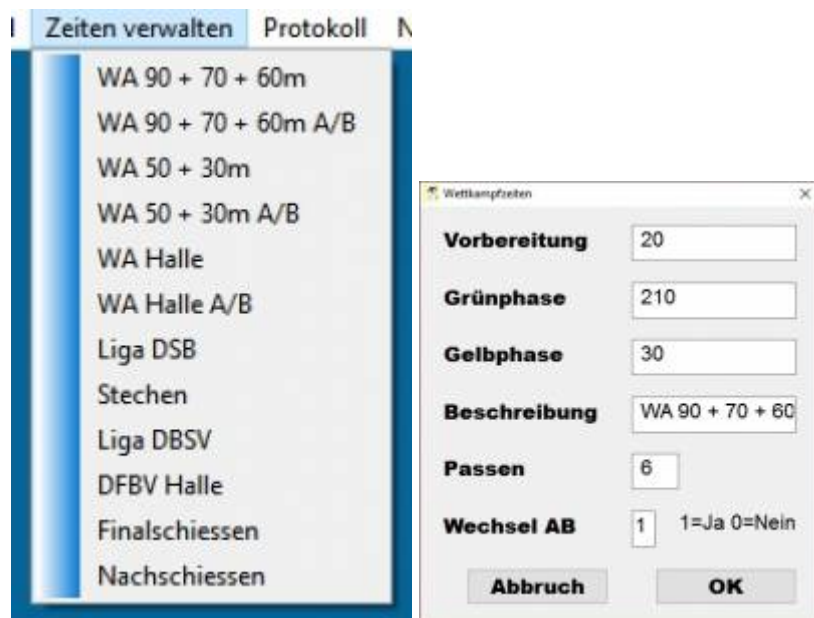 Zeiten verwalten Protokoll N
WA 90 + 70 + 60m
WA 90 + 70 + 60m A/B
WA 50 + 30m
WA 50 + 30m A/B
WA Halle
WA Halle A/B
Liga DSB
Stechen
Liga DBSV
DFBV Halle
Finalschiessen
Nachschiessen
Wettkampfzeiten
Vorbereitung 20
Grünphase 210
Gelbphase 30
Beschreibung WA 90 + 70 + 60
Passen 6
Wechsel AB 1 1=Ja 0=Nein
Abbruch OK